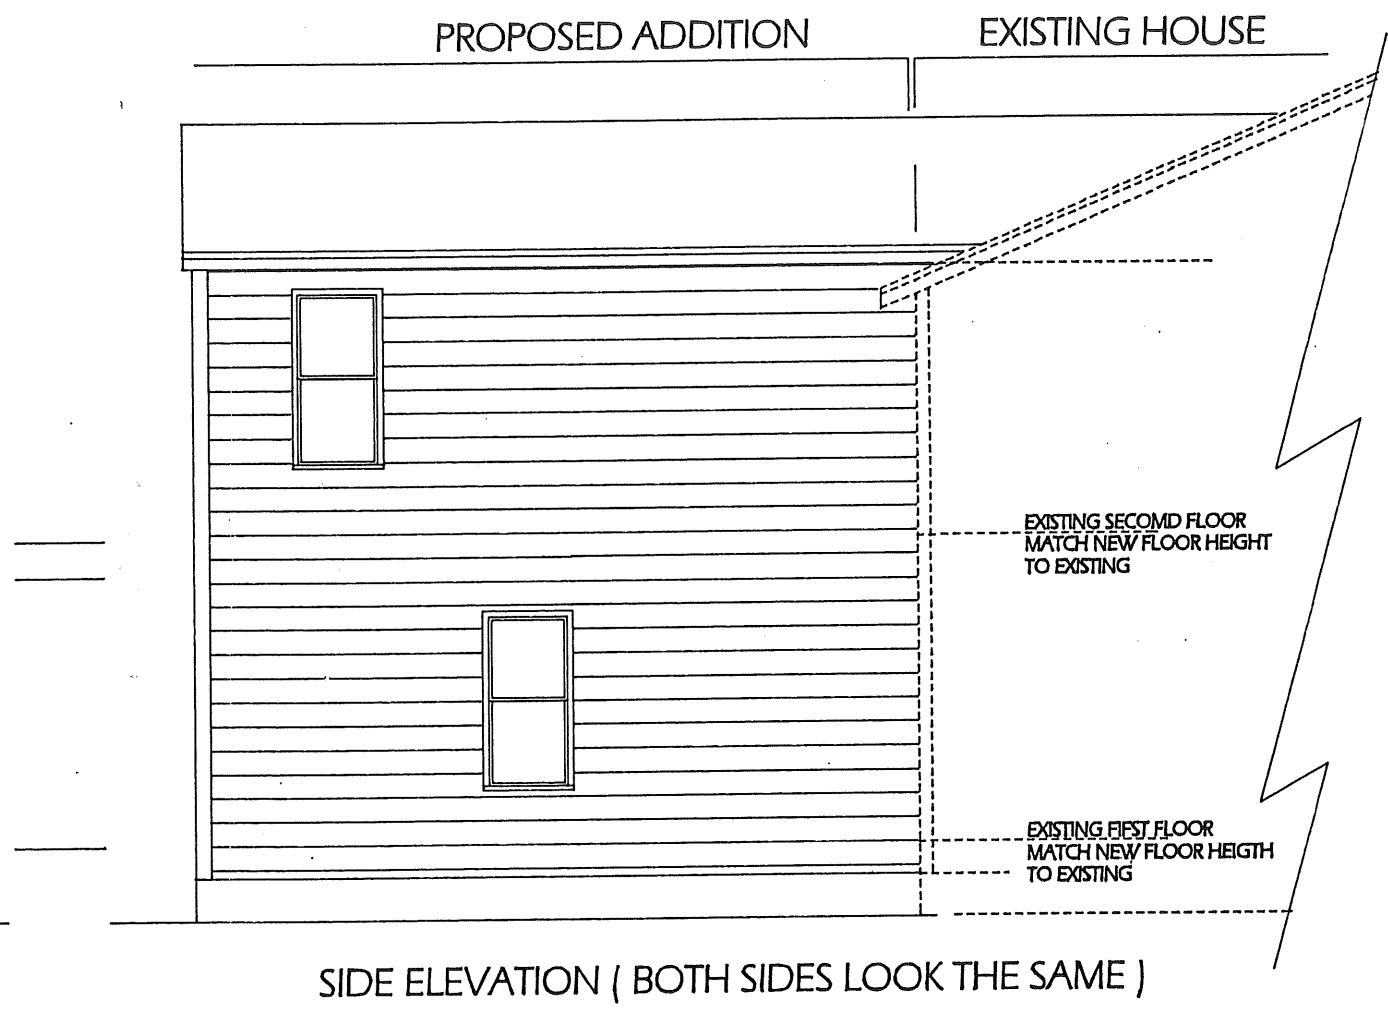 PROPOSED ADDITION
EXISTING HOUSE
EXISTING SECOMD FLOOR
MATCH NEW FLOOR HEIGHT
TO EXISTING
EXISTING FIFST FLOOR
MATCH NEW FLOOR HEIGTH
TO EXISTING
SIDE ELEVATION ( BOTH SIDES LOOK THE SAME )